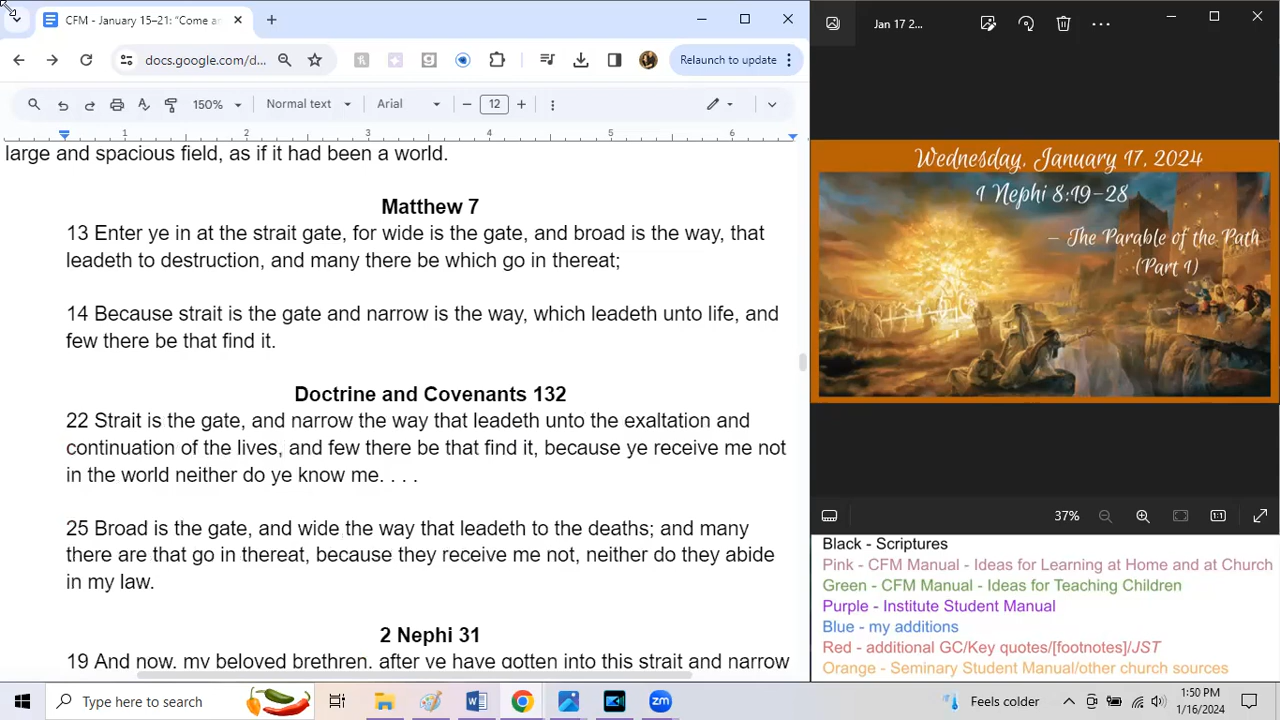 CFM - January 15–21: "Come an
docs.google.com/d...
Relaunch to update
150%
Normal text
Arial
12
1 2 3 4 5 6
large and spacious field, as if it had been a world.
Matthew 7
13 Enter ye in at the strait gate, for wide is the gate, and broad is the way, that
leadeth to destruction, and many there be which go in thereat;
14 Because strait is the gate and narrow is the way, which leadeth unto life, and
few there be that find it.
Doctrine and Covenants 132
22 Strait is the gate, and narrow the way that leadeth unto the exaltation and
continuation of the lives, and few there be that find it, because ye receive me not
in the world neither do ye know me. . . .
25 Broad is the gate, and wide the way that leadeth to the deaths; and many
there are that go in thereat, because they receive me not, neither do they abide
in my law.
2 Nephi 31
19 And now, my beloved brethren, after ye have gotten into this strait and narrow
Jan 17 2...
Wednesday, January 17, 2024
1 Nephi 8:19–28
– The Parable of the Path
(Part 1)
37%
1:1
Black - Scriptures
Pink - CFM Manual - Ideas for Learning at Home and at Church
Green - CFM Manual - Ideas for Teaching Children
Purple - Institute Student Manual
Blue - my additions
Red - additional GC/Key quotes/[footnotes]/JST
Orange - Seminary Student Manual/other church sources
Type here to search
zm
Feels colder
1:50 PM
1/16/2024